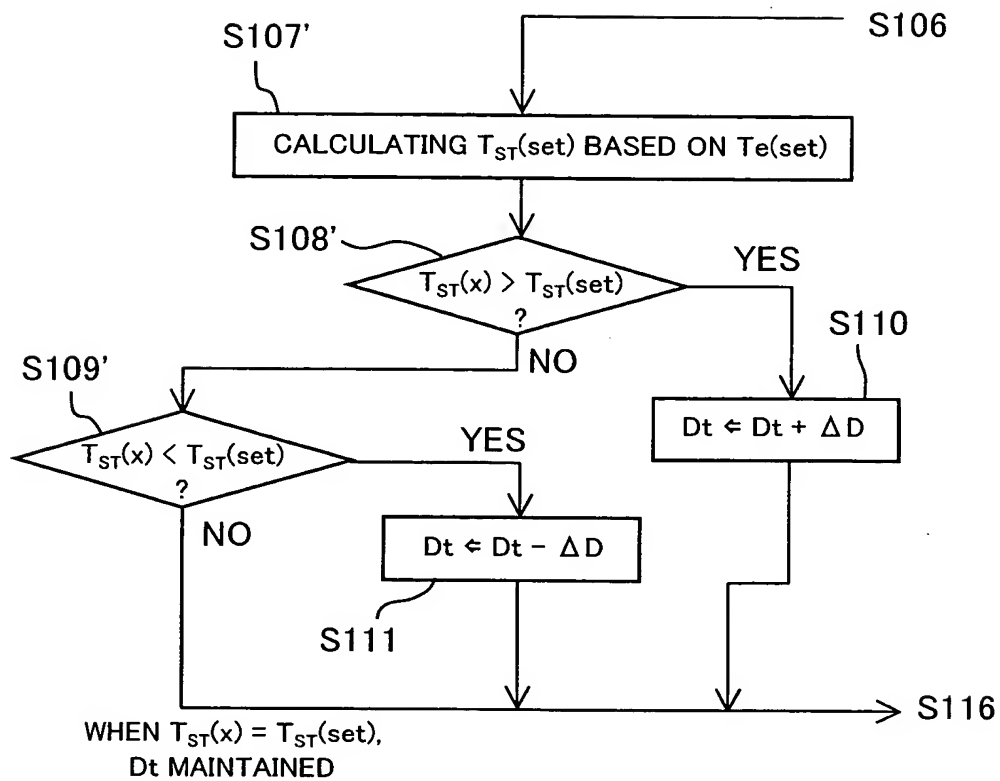 S106
S107'
CALCULATING T_ST(set) BASED ON Te(set)
S108'
T_ST(x) > T_ST(set)
?
YES
NO
S110
Dt ⇐ Dt + ΔD
S109'
T_ST(x) < T_ST(set)
?
YES
NO
Dt ⇐ Dt - ΔD
S111
S116
WHEN T_ST(x) = T_ST(set),
Dt MAINTAINED